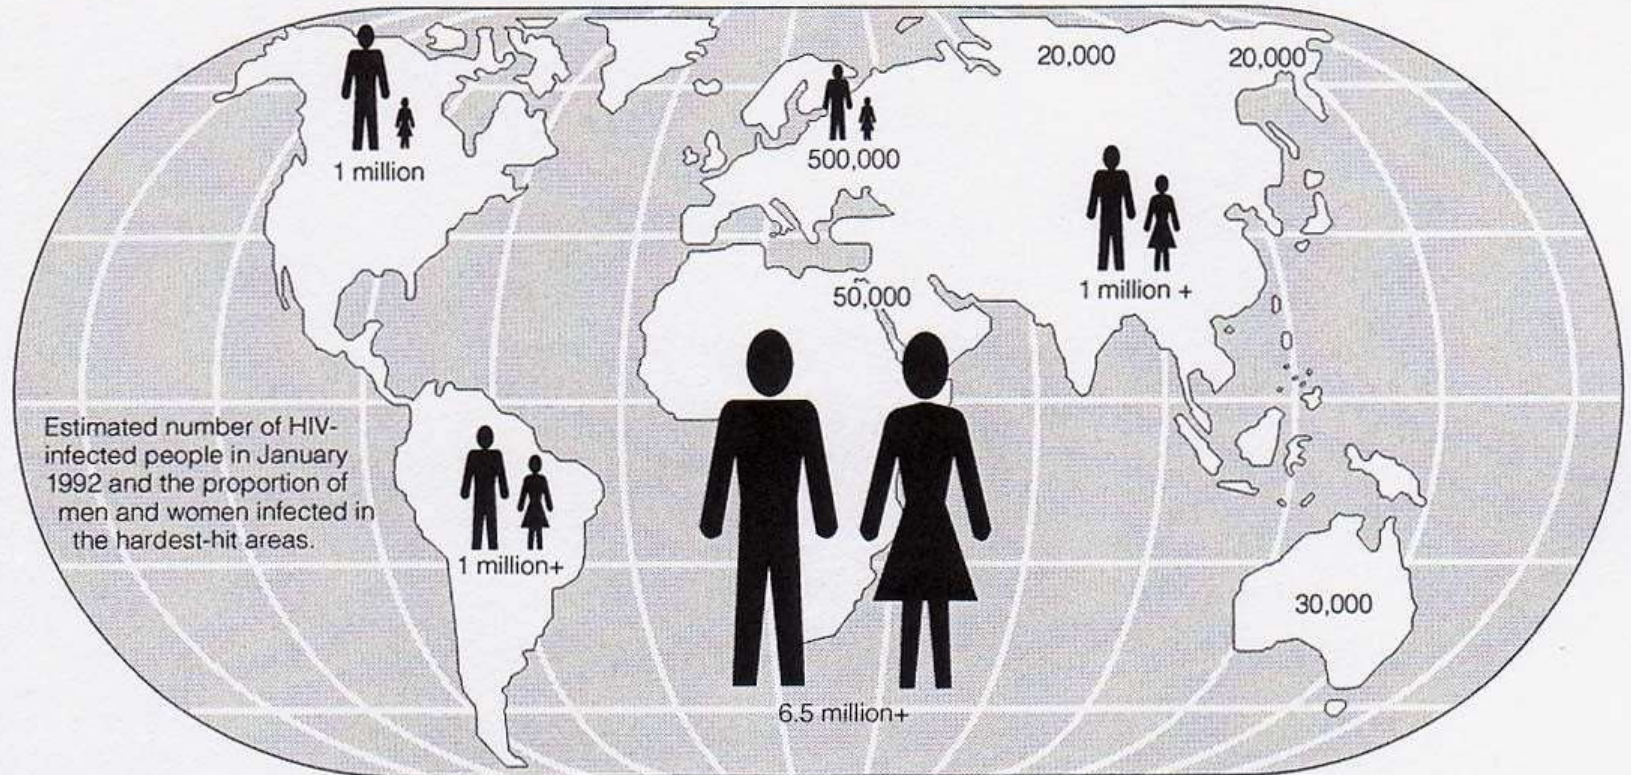 20,000
20,000
1 million
500,000
1 million +
50,000
Estimated number of HIV-
infected people in January
1992 and the proportion of
men and women infected in
the hardest-hit areas.
1 million+
30,000
6.5 million+